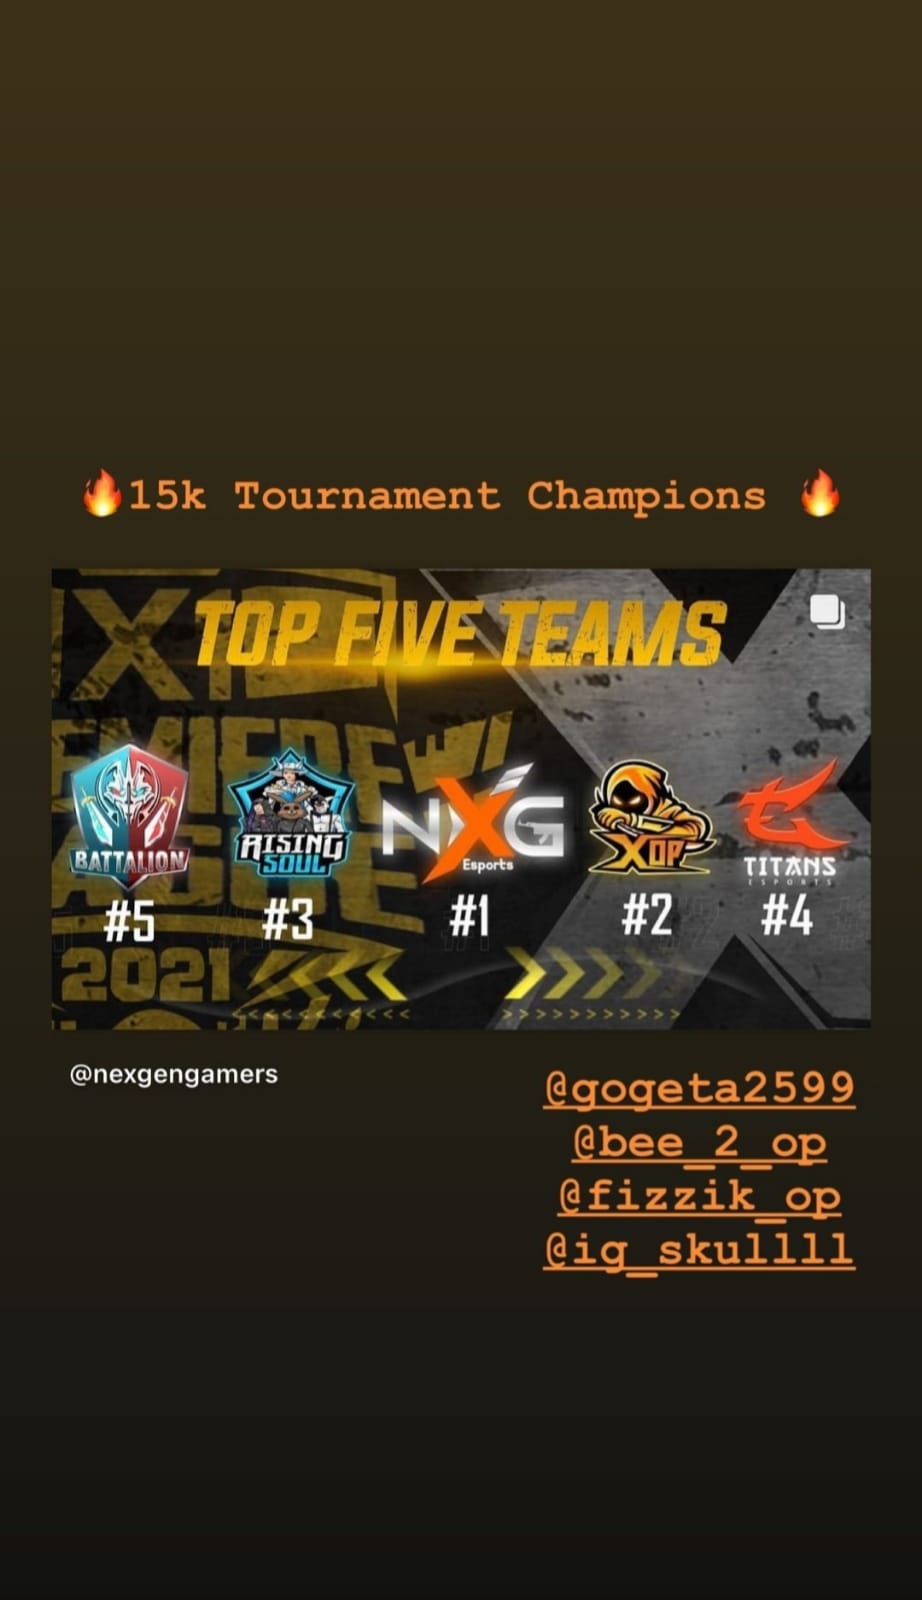 🔥15k Tournament Champions 🔥
TOP FIVE TEAMS
BATTALION
#5
RISING
SOUL
#3
NXG
Esports
#1
XOP
#2
TITANS
ESPORTS
#4
2021
@nexgengamers
@gogeta2599
@bee_2_op
@fizzik_op
@ig_skullll